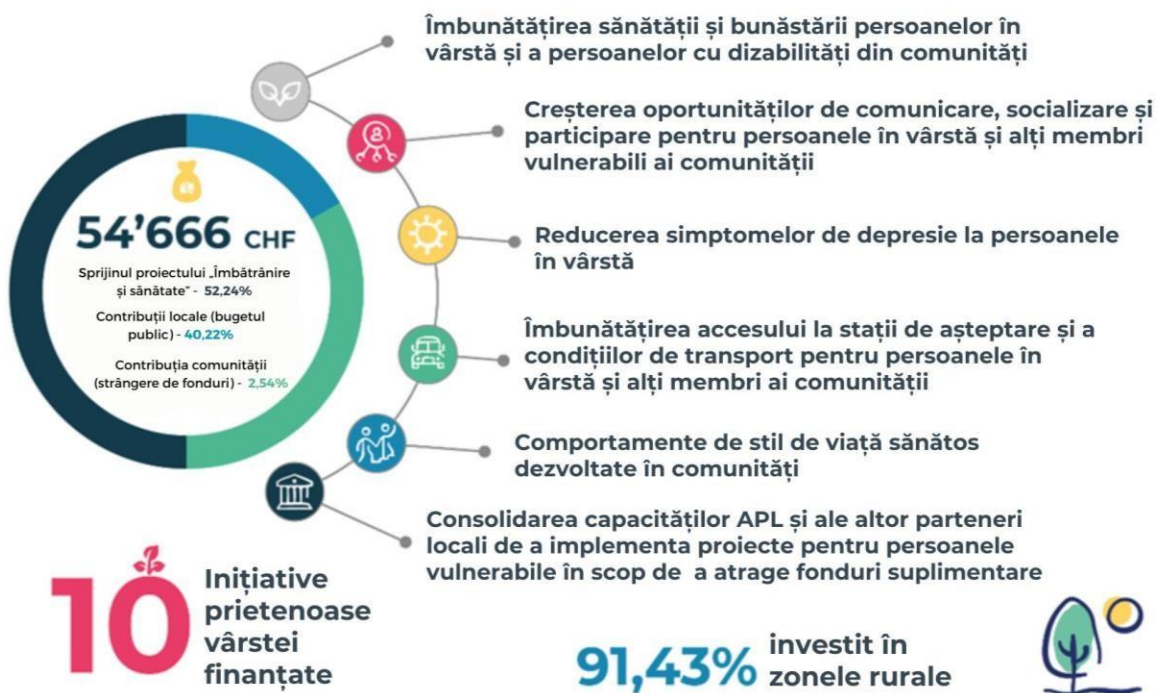 Îmbunătățirea sănătății și bunăstării persoanelor în
vârstă și a persoanelor cu dizabilități din comunități
Creșterea oportunităților de comunicare, socializare și
participare pentru persoanele în vârstă și alți membri
vulnerabili ai comunității
54'666 CHF
Sprijinul proiectului „Îmbătrânire
și sănătate” - 52,24%
Contribuții locale (bugetul
public) - 40,22%
Contribuția comunității
(strângere de fonduri) - 2,54%
Reducerea simptomelor de depresie la persoanele
în vârstă
Îmbunătățirea accesului la stații de așteptare și a
condițiilor de transport pentru persoanele în
vârstă și alți membri ai comunității
Comportamente de stil de viață sănătos
dezvoltate în comunități
Consolidarea capacităților APL și ale altor parteneri
locali de a implementa proiecte pentru persoanele
vulnerabile în scop de a atrage fonduri suplimentare
10
Inițiative
prietenoase
vârstei
finanțate
91,43%
investit în
zonele rurale